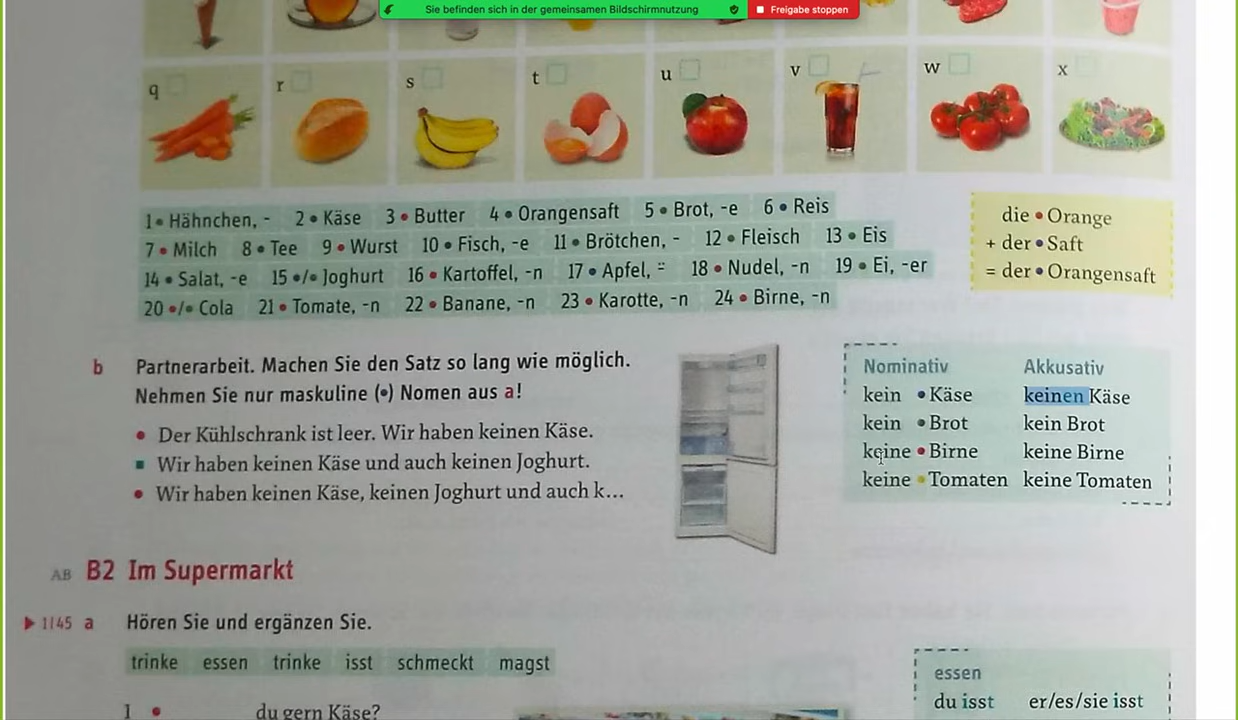 Sie befinden sich in der gemeinsamen Bildschirmnutzung Freigabe stoppen
q r s t u v w x
1 • Hähnchen, - 2 • Käse 3 • Butter 4 • Orangensaft 5 • Brot, -e 6 • Reis
7 • Milch 8 • Tee 9 • Wurst 10 • Fisch, -e 11 • Brötchen, - 12 • Fleisch 13 • Eis
14 • Salat, -e 15 •/• Joghurt 16 • Kartoffel, -n 17 • Apfel, ¨ 18 • Nudel, -n 19 • Ei, -er
20 •/• Cola 21 • Tomate, -n 22 • Banane, -n 23 • Karotte, -n 24 • Birne, -n
die • Orange
+ der • Saft
= der • Orangensaft
b Partnerarbeit. Machen Sie den Satz so lang wie möglich.
Nehmen Sie nur maskuline (•) Nomen aus a!
• Der Kühlschrank ist leer. Wir haben keinen Käse.
■ Wir haben keinen Käse und auch keinen Joghurt.
• Wir haben keinen Käse, keinen Joghurt und auch k...
Nominativ Akkusativ
kein • Käse keinen Käse
kein • Brot kein Brot
keine • Birne keine Birne
keine • Tomaten keine Tomaten
AB B2 Im Supermarkt
▶ 1|45 a Hören Sie und ergänzen Sie.
trinke essen trinke isst schmeckt magst
1 • du gern Käse?
essen
du isst er/es/sie isst